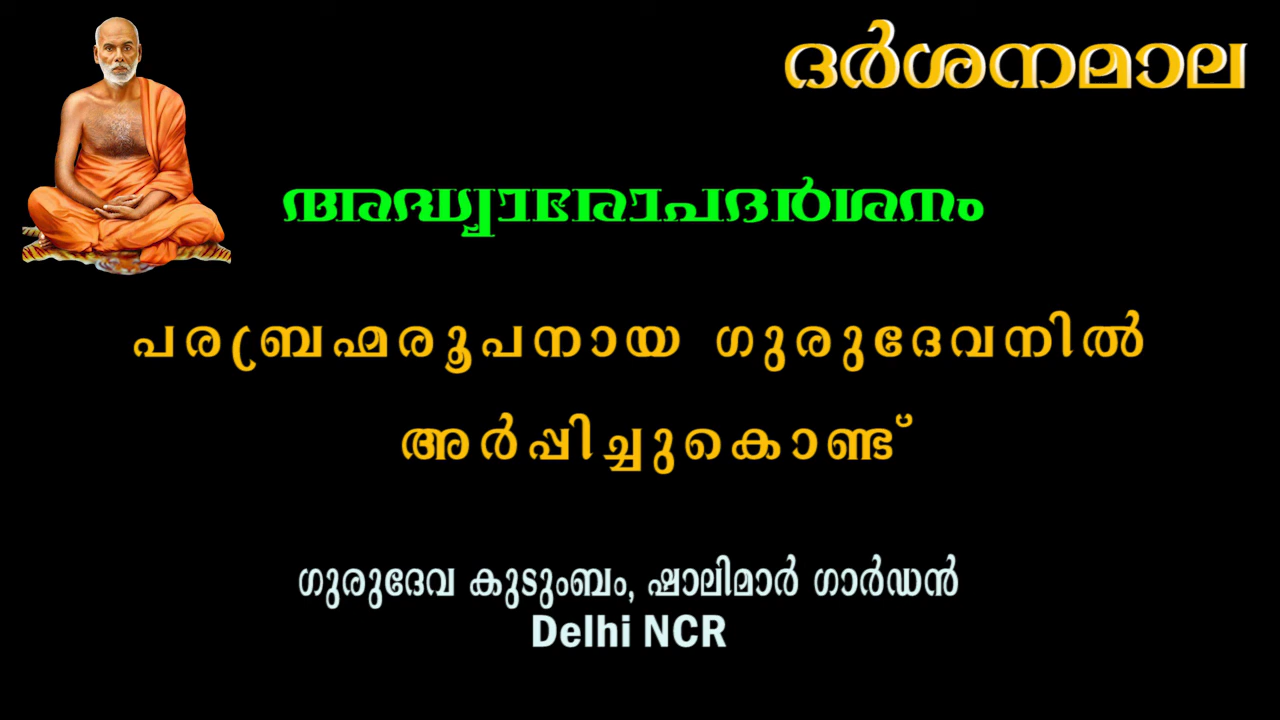 ദർശനമാല
അദ്ധ്യാരോപദർശനം
പരബ്രഹ്മരൂപനായ ഗുരുദേവനിൽ
അർപ്പിച്ചുകൊണ്ട്
ഗുരുദേവ കുടുംബം, ഷാലിമാർ ഗാർഡൻ
Delhi NCR